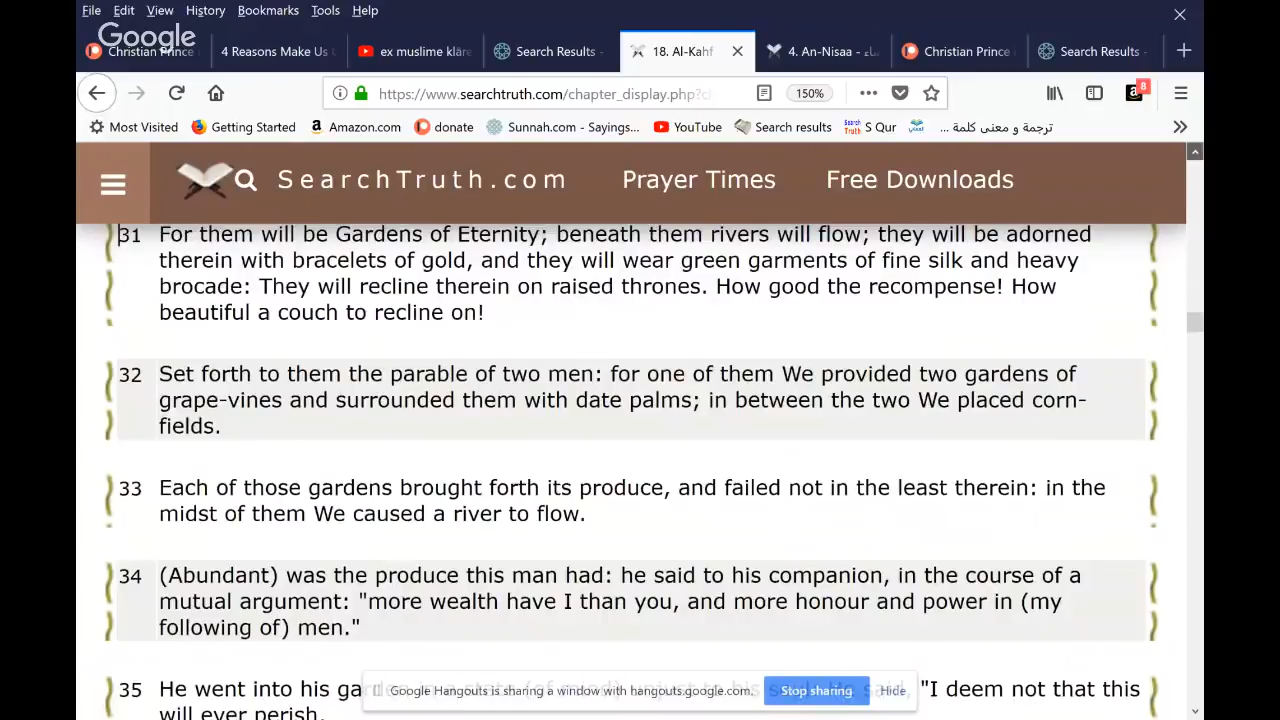 File Edit View History Bookmarks Tools Help
Google
Christian Prince 4 Reasons Make Us ex muslime kläre Search Results - 18. Al-Kahf 4. An-Nisaa - Christian Prince Search Results -
https://www.searchtruth.com/chapter_display.php?c 150%
8
Most Visited Getting Started Amazon.com donate Sunnah.com - Sayings... YouTube Search results S Qur ترجمة و معنى كلمة ...
SearchTruth.com Prayer Times Free Downloads
31 For them will be Gardens of Eternity; beneath them rivers will flow; they will be adorned
therein with bracelets of gold, and they will wear green garments of fine silk and heavy
brocade: They will recline therein on raised thrones. How good the recompense! How
beautiful a couch to recline on!
32 Set forth to them the parable of two men: for one of them We provided two gardens of
grape-vines and surrounded them with date palms; in between the two We placed corn-
fields.
33 Each of those gardens brought forth its produce, and failed not in the least therein: in the
midst of them We caused a river to flow.
34 (Abundant) was the produce this man had: he said to his companion, in the course of a
mutual argument: "more wealth have I than you, and more honour and power in (my
following of) men."
35 He went into his "I deem not that this
Google Hangouts is sharing a window with hangouts.google.com. Stop sharing Hide
will ever perish.